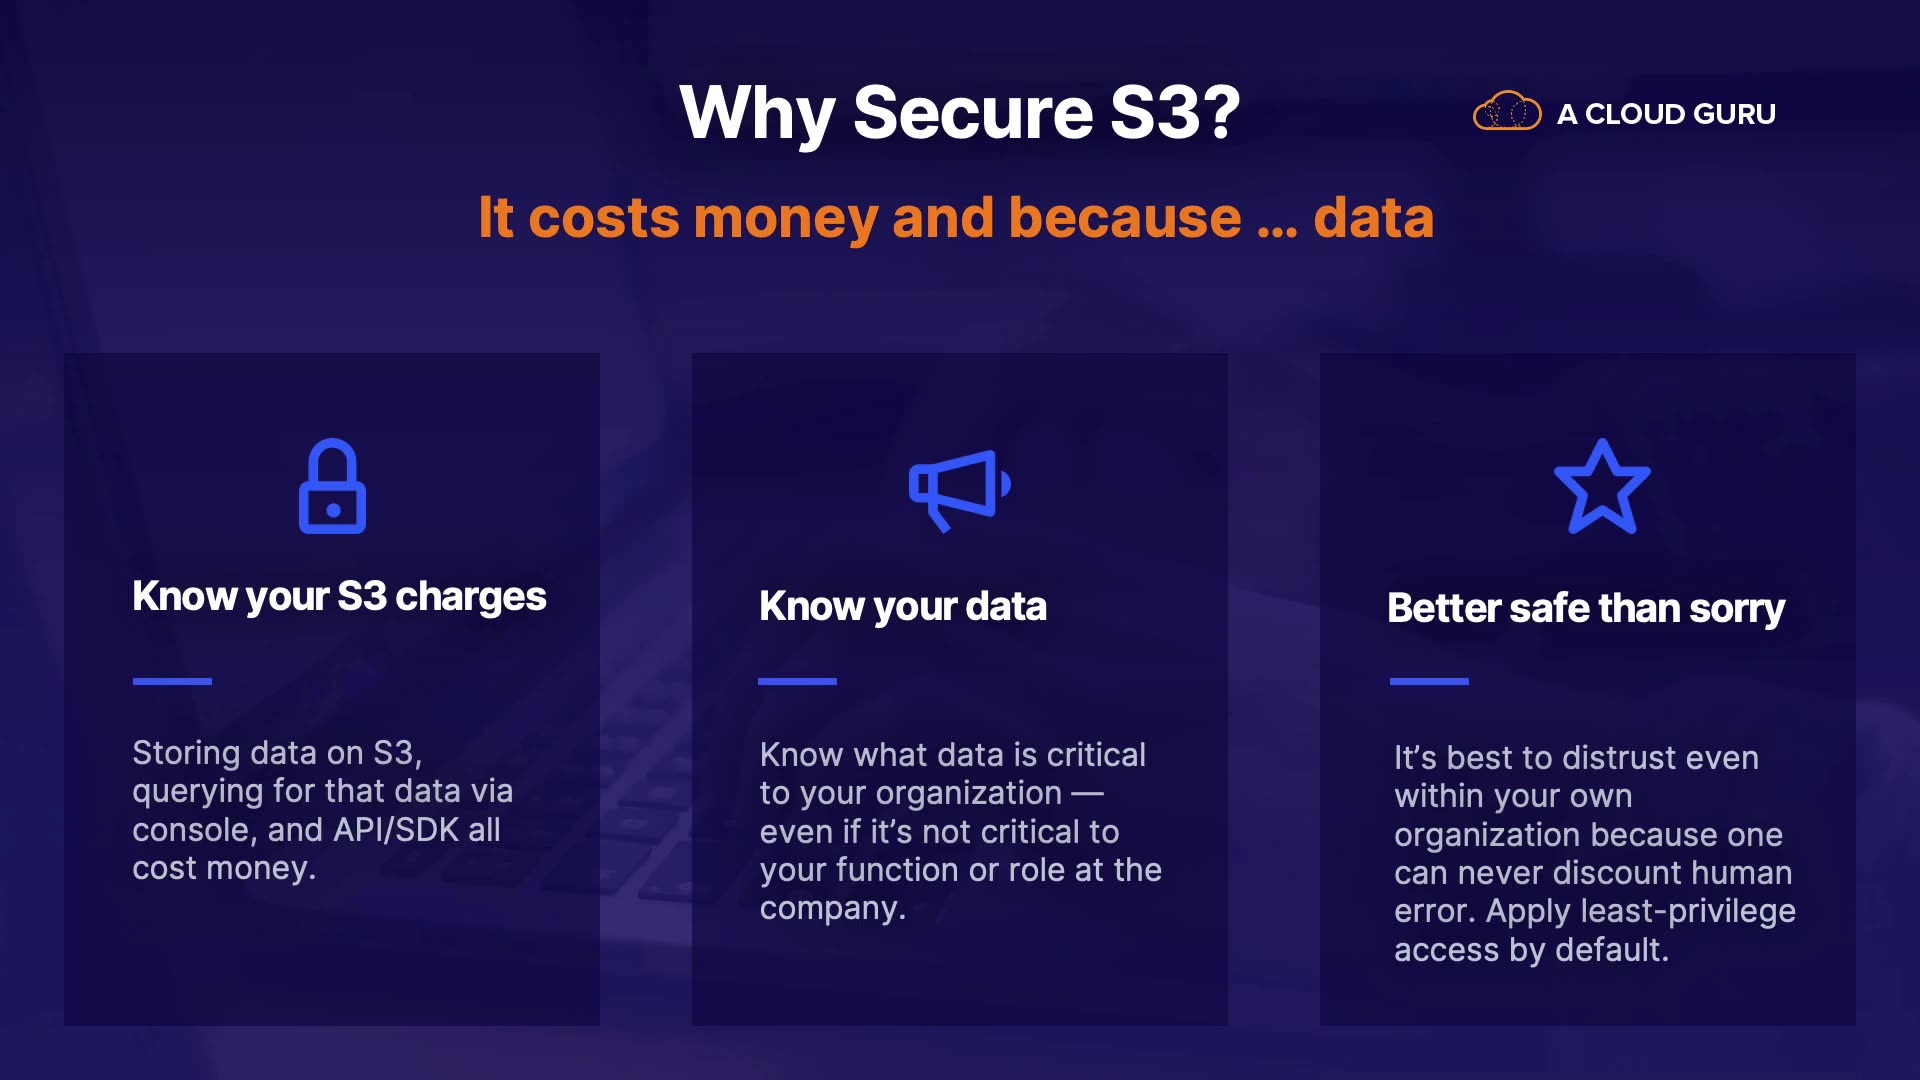 Why Secure S3?
A CLOUD GURU
It costs money and because ... data
Know your S3 charges
Storing data on S3,
querying for that data via
console, and API/SDK all
cost money.
Know your data
Know what data is critical
to your organization —
even if it’s not critical to
your function or role at the
company.
Better safe than sorry
It’s best to distrust even
within your own
organization because one
can never discount human
error. Apply least-privilege
access by default.